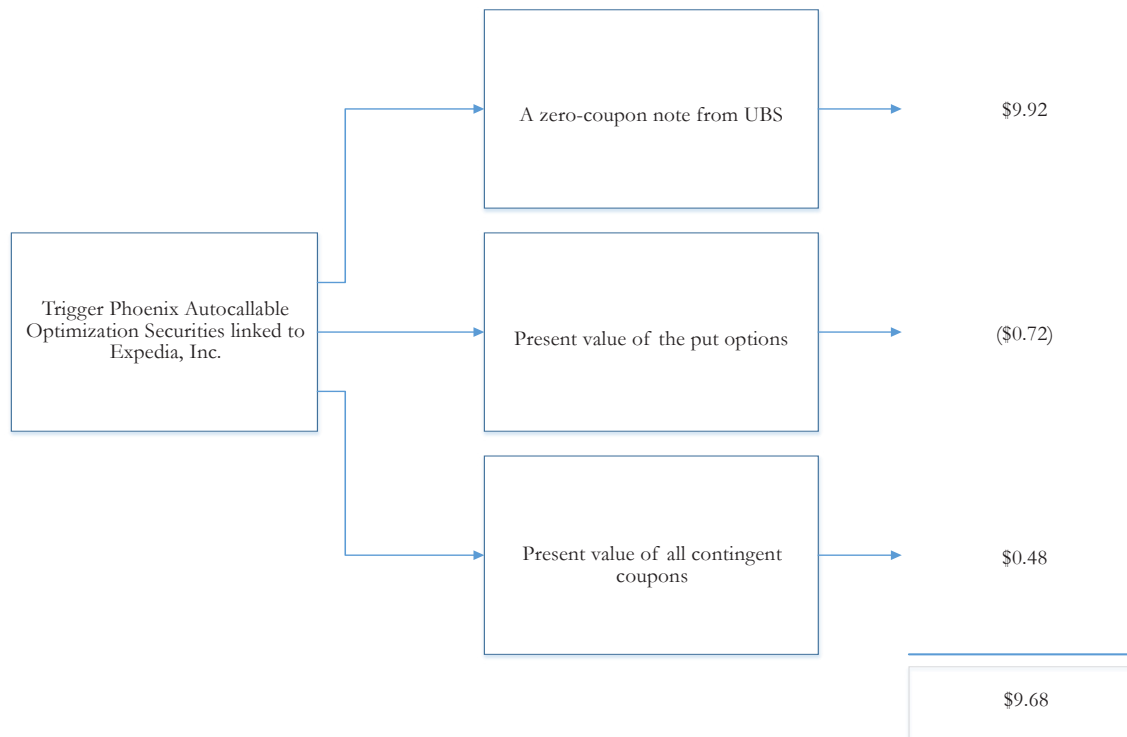 A zero-coupon note from UBS
$9.92
Trigger Phoenix Autocallable
Optimization Securities linked to
Expedia, Inc.
Present value of the put options
($0.72)
Present value of all contingent
coupons
$0.48
$9.68